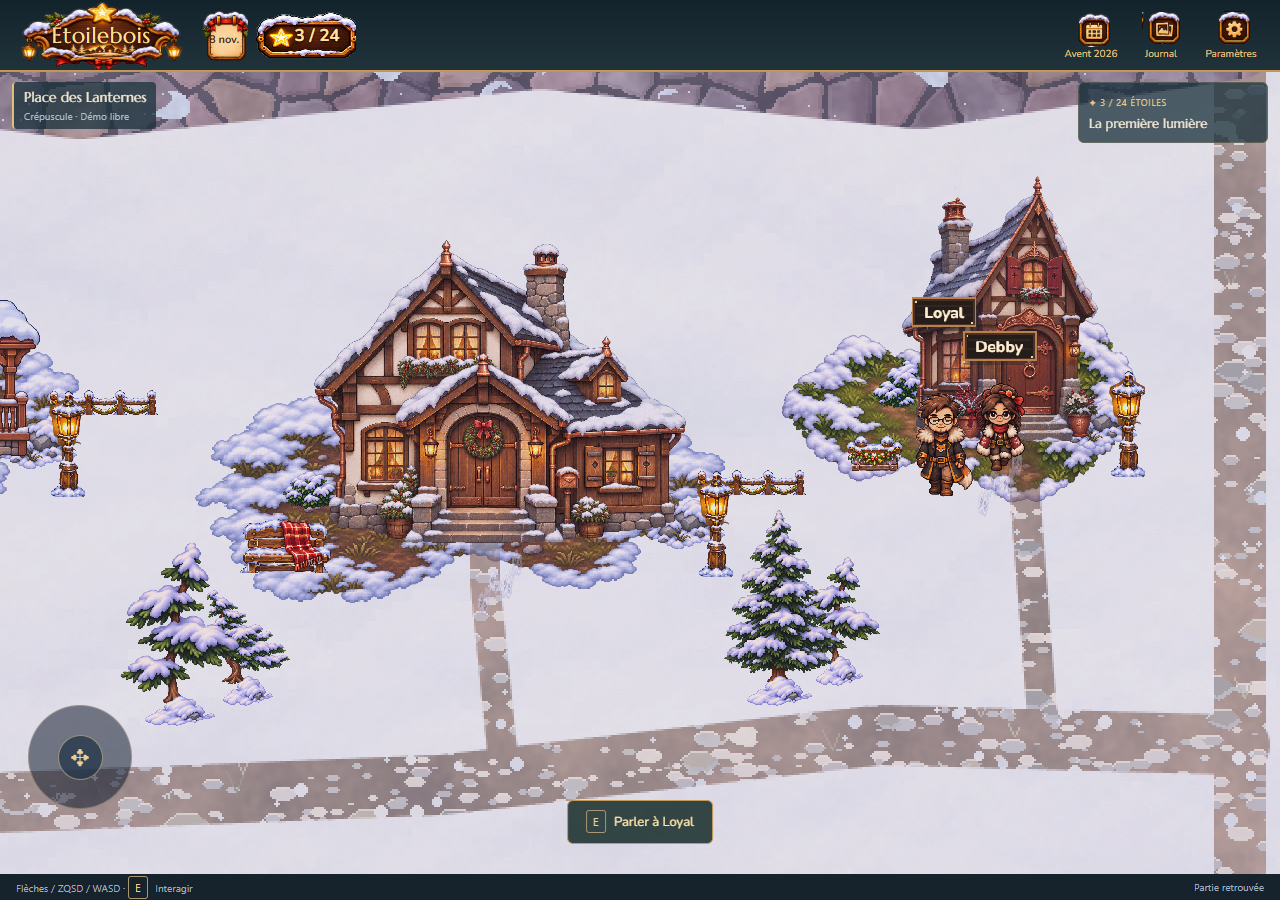 Etoilebois
8 nov.
3 / 24
Avent 2026
Journal
Paramètres
Place des Lanternes
Crépuscule · Démo libre
✦ 3 / 24 ÉTOILES
La première lumière
Loyal
Debby
E Parler à Loyal
Flèches / ZQSD / WASD · E Interagir
Partie retrouvée